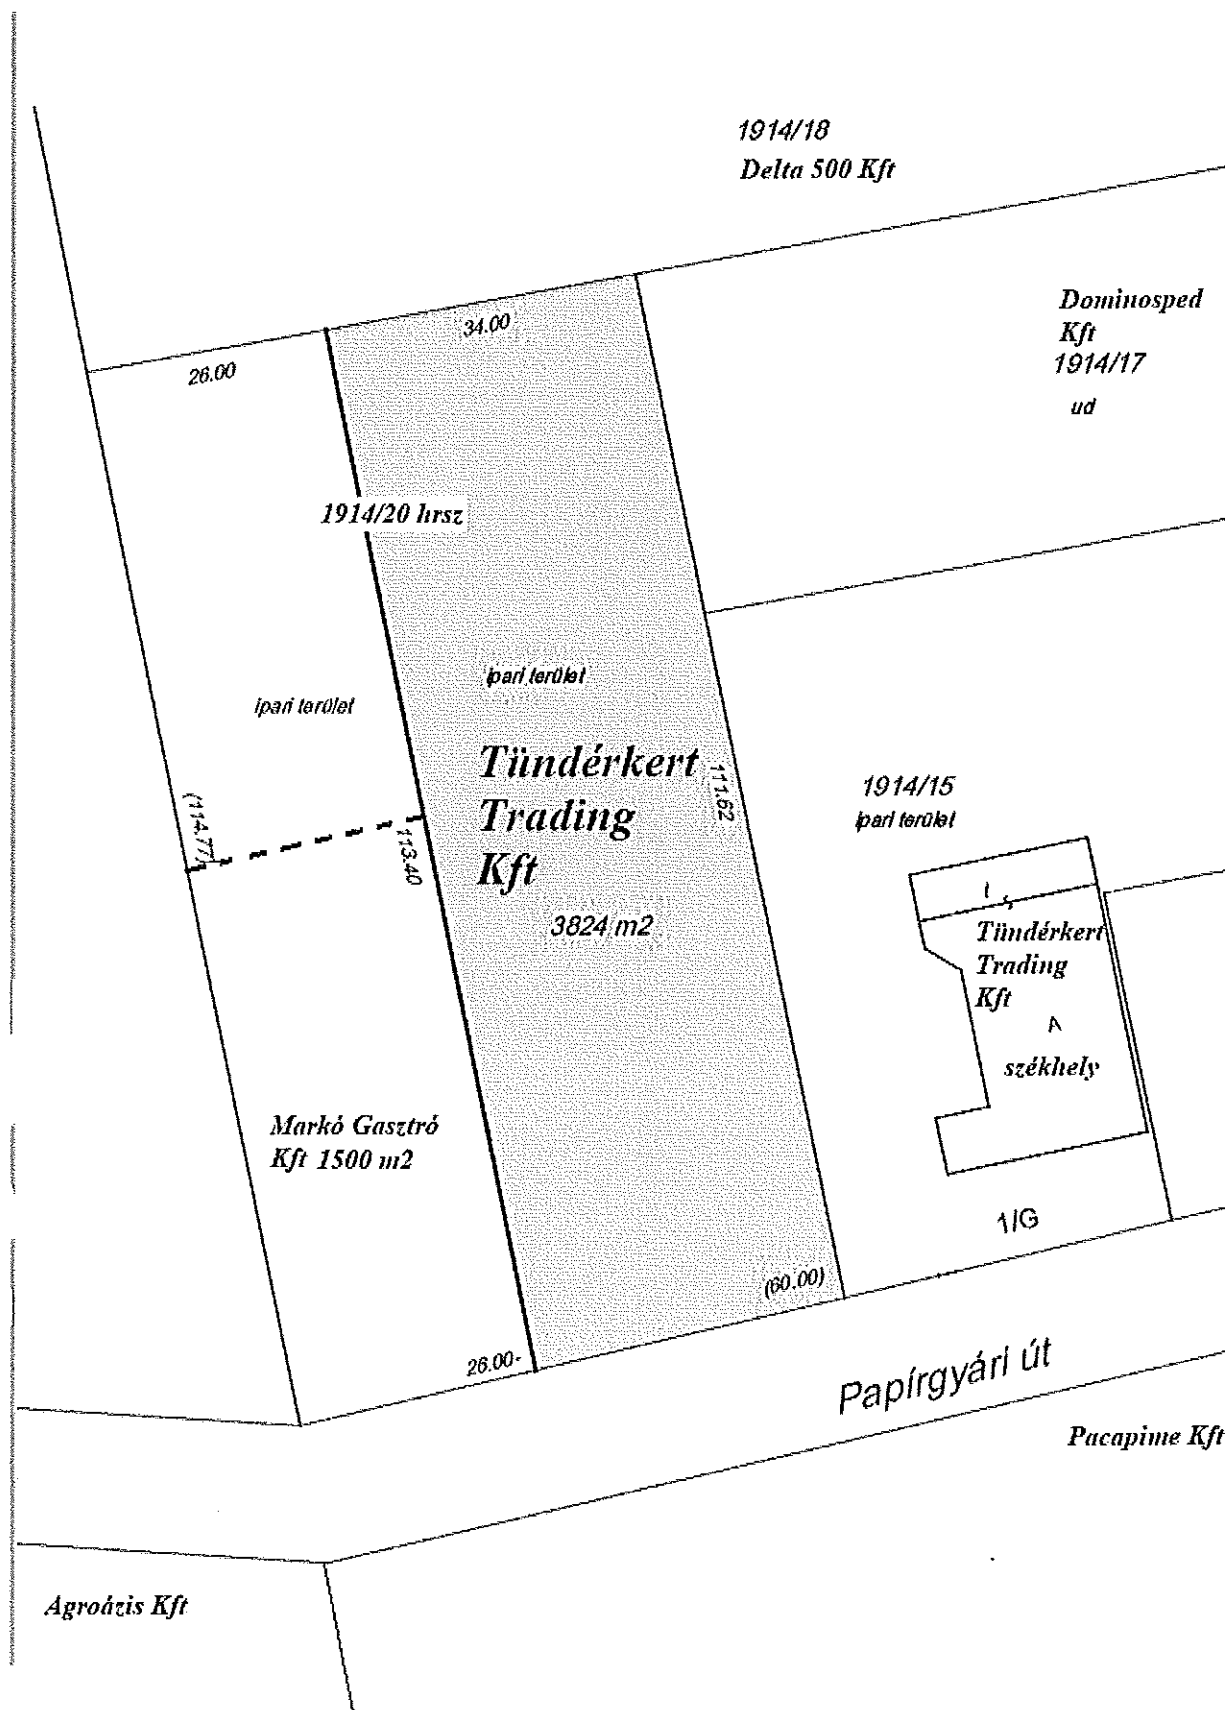 1914/18
Delta 500 Kft
Dominosped
Kft
1914/17
ud
34.00
26.00
1914/20 hrsz
ipari terület
ipari terület
Tündérkert
Trading
Kft
3824 m2
111.62
(114.77)
113.40
1914/15
ipari terület
I
Tündérkert
Trading
Kft
A
székhely
Markó Gasztró
Kft 1500 m2
1/G
(60.00)
26.00
Papírgyári út
Pacapime Kft
Agroázis Kft